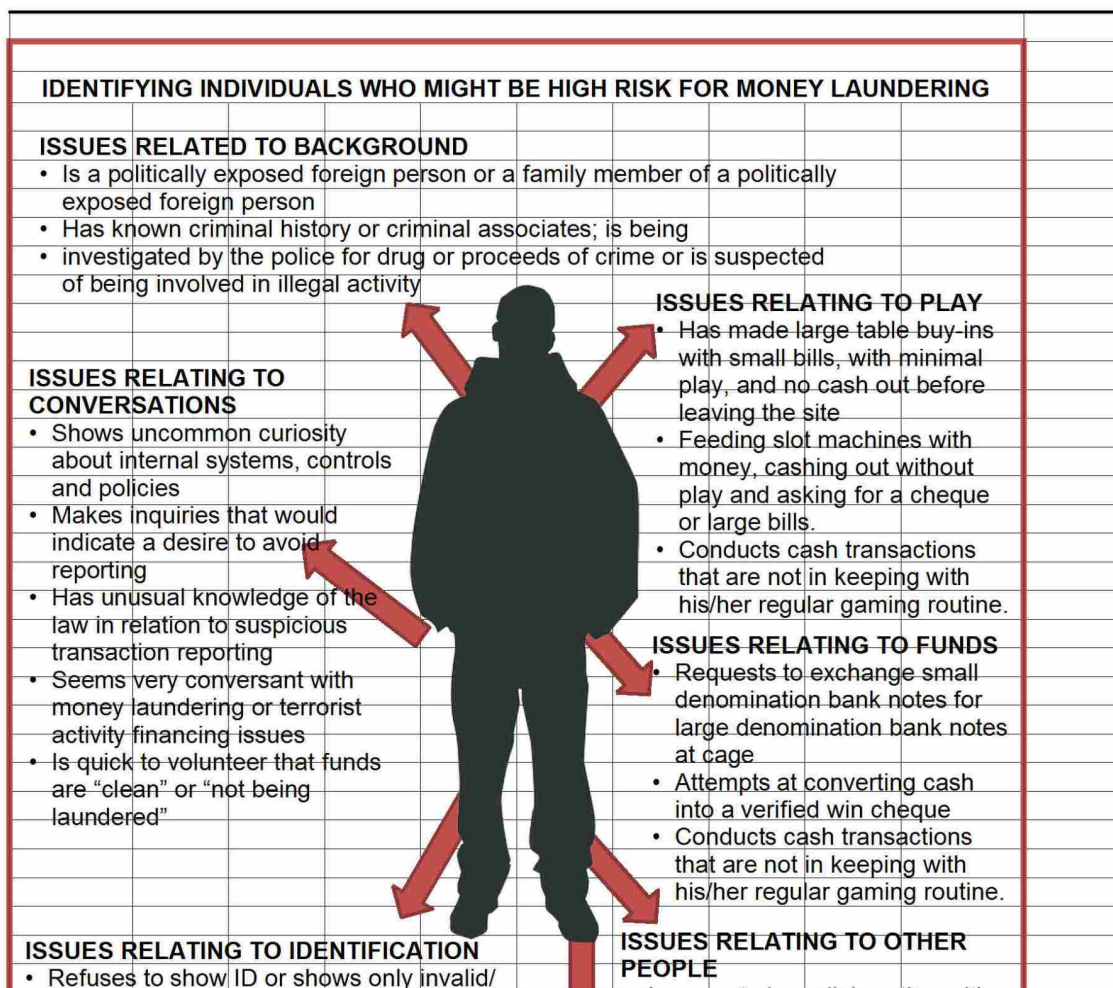 IDENTIFYING INDIVIDUALS WHO MIGHT BE HIGH RISK FOR MONEY LAUNDERING
ISSUES RELATED TO BACKGROUND
• Is a politically exposed foreign person or a family member of a politically
exposed foreign person
• Has known criminal history or criminal associates; is being
• investigated by the police for drug or proceeds of crime or is suspected
of being involved in illegal activity
ISSUES RELATING TO
CONVERSATIONS
• Shows uncommon curiosity
about internal systems, controls
and policies
• Makes inquiries that would
indicate a desire to avoid
reporting
• Has unusual knowledge of the
law in relation to suspicious
transaction reporting
• Seems very conversant with
money laundering or terrorist
activity financing issues
• Is quick to volunteer that funds
are “clean” or “not being
laundered”
ISSUES RELATING TO PLAY
• Has made large table buy-ins
with small bills, with minimal
play, and no cash out before
leaving the site
• Feeding slot machines with
money, cashing out without
play and asking for a cheque
or large bills.
• Conducts cash transactions
that are not in keeping with
his/her regular gaming routine.
ISSUES RELATING TO FUNDS
• Requests to exchange small
denomination bank notes for
large denomination bank notes
at cage
• Attempts at converting cash
into a verified win cheque
• Conducts cash transactions
that are not in keeping with
his/her regular gaming routine.
ISSUES RELATING TO IDENTIFICATION
• Refuses to show ID or shows only invalid/
ISSUES RELATING TO OTHER
PEOPLE